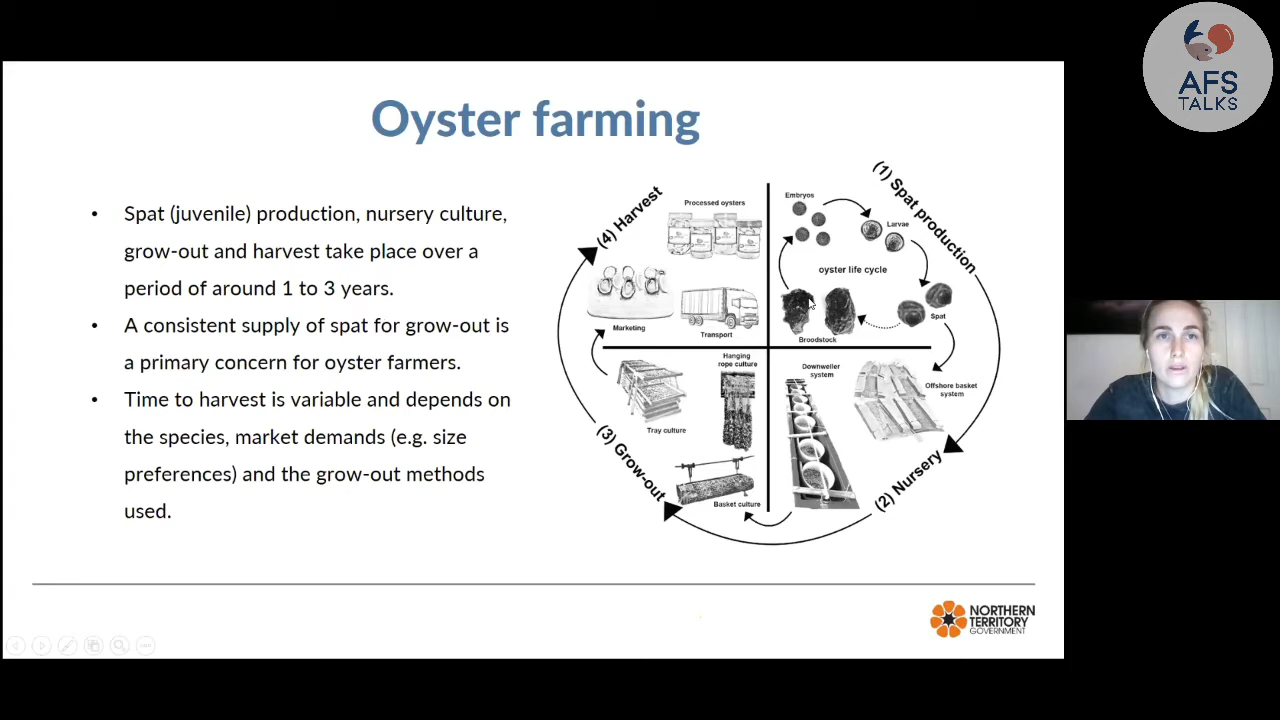 AFS
TALKS
Oyster farming
• Spat (juvenile) production, nursery culture,
grow-out and harvest take place over a
period of around 1 to 3 years.
• A consistent supply of spat for grow-out is
a primary concern for oyster farmers.
• Time to harvest is variable and depends on
the species, market demands (e.g. size
preferences) and the grow-out methods
used.
(1) Spat production
Embryos
Larvae
oyster life cycle
Spat
Broodstock
(2) Nursery
Downweller
system
Offshore basket
system
(3) Grow-out
Hanging
rope culture
Tray culture
Basket culture
(4) Harvest
Processed oysters
Marketing
Transport
NORTHERN
TERRITORY
GOVERNMENT